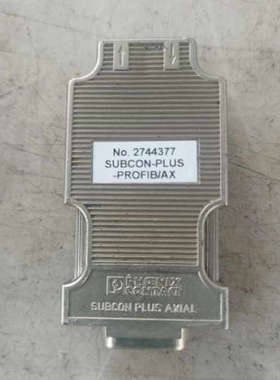 No. 2744377
SUBCON-PLUS
-PROFIB/AX
PHOENIX
CONTACT
SUBCON PLUS AXIAL